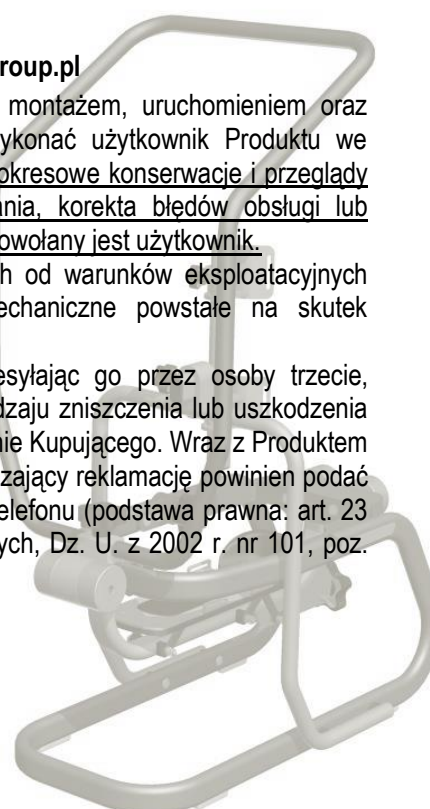 roup.pl
montażem, uruchomieniem oraz
ykonać użytkownik Produktu we
okresowe konserwacje i przeglądy
ania, korekta błędów obsługi lub
owołany jest użytkownik.
h od warunków eksploatacyjnych
echaniczne powstałe na skutek
esyłając go przez osoby trzecie,
dzaju zniszczenia lub uszkodzenia
nie Kupującego. Wraz z Produktem
zający reklamację powinien podać
elefonu (podstawa prawna: art. 23
ych, Dz. U. z 2002 r. nr 101, poz.